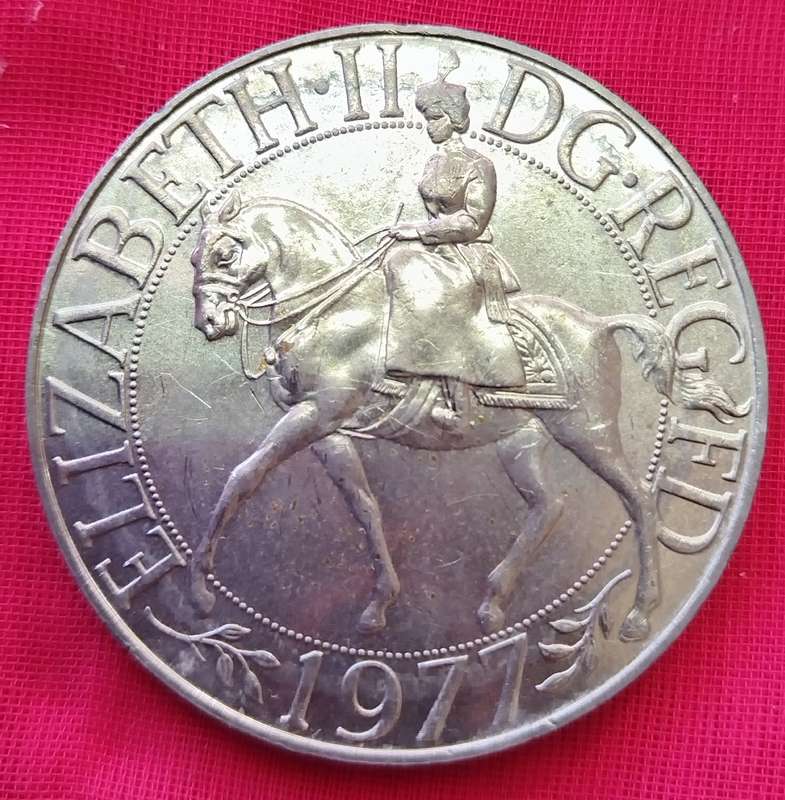 ELIZABETH·II DG·REG FD
1977